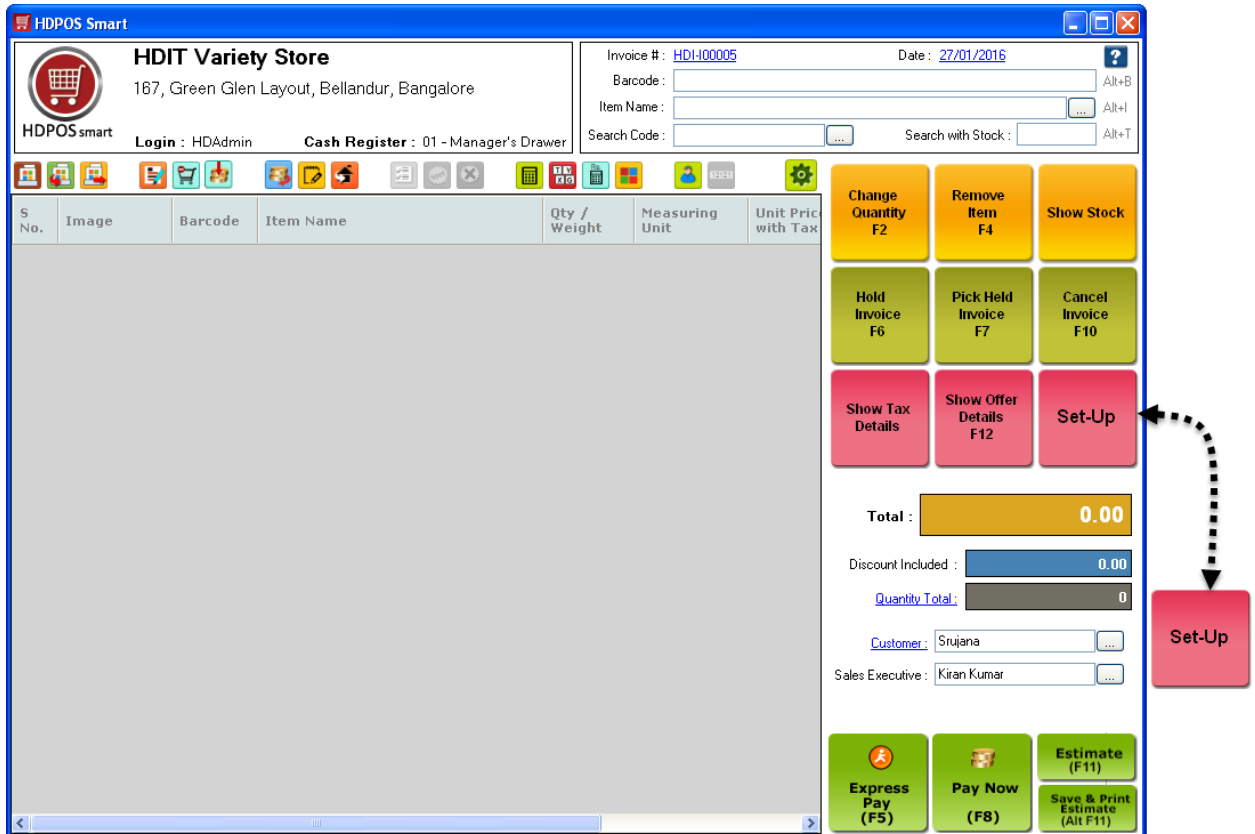 HDPOS Smart
HDIT Variety Store
167, Green Glen Layout, Bellandur, Bangalore
HDPOS smart
Login : HDAdmin
Cash Register : 01 - Manager's Drawer
Invoice # : HDI-I00005
Date : 27/01/2016
?
Barcode :
Alt+B
Item Name :
...
Alt+I
Search Code :
...
Search with Stock :
Alt+T
S No.
Image
Barcode
Item Name
Qty / Weight
Measuring Unit
Unit Pric
with Tax
Change
Quantity
F2
Remove
Item
F4
Show Stock
Hold
Invoice
F6
Pick Held
Invoice
F7
Cancel
Invoice
F10
Show Tax
Details
Show Offer
Details
F12
Set-Up
Total : 0.00
Discount Included : 0.00
Quantity Total : 0
Customer : Srujana ...
Sales Executive : Kiran Kumar ...
Set-Up
Express
Pay
(F5)
Pay Now
(F8)
Estimate
(F11)
Save & Print
Estimate
(Alt F11)